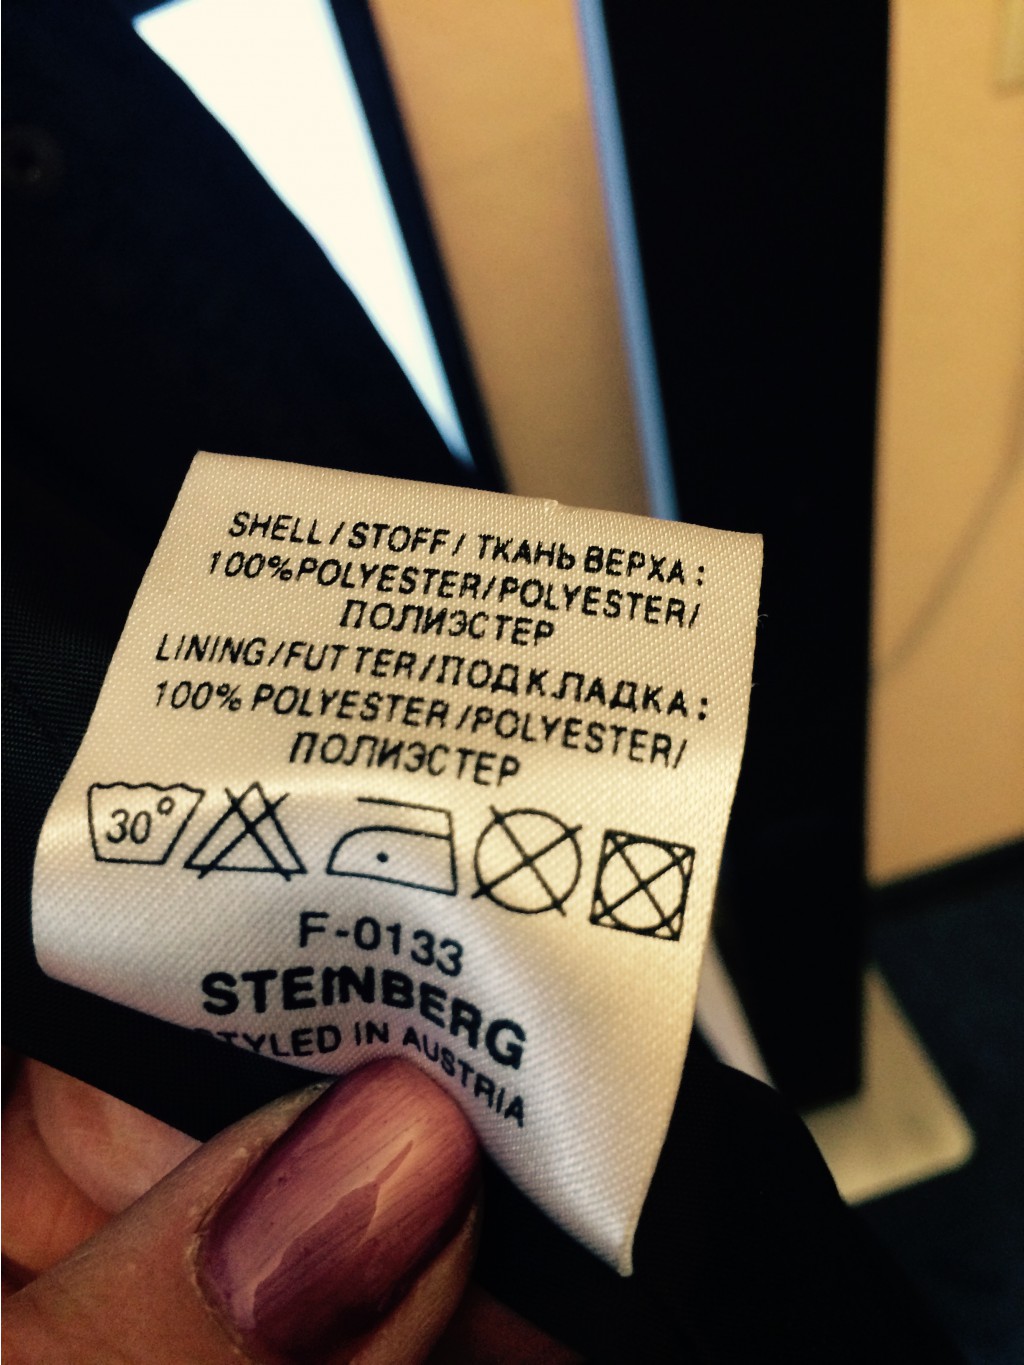 SHELL/STOFF/ ТКАНЬ ВЕРХА:
100%POLYESTER/POLYESTER/
ПОЛИЭСТЕР
LINING/FUTTER/ПОДКЛАДКА:
100% POLYESTER/POLYESTER/
ПОЛИЭСТЕР
30°
F-0133
STEINBERG
STYLED IN AUSTRIA